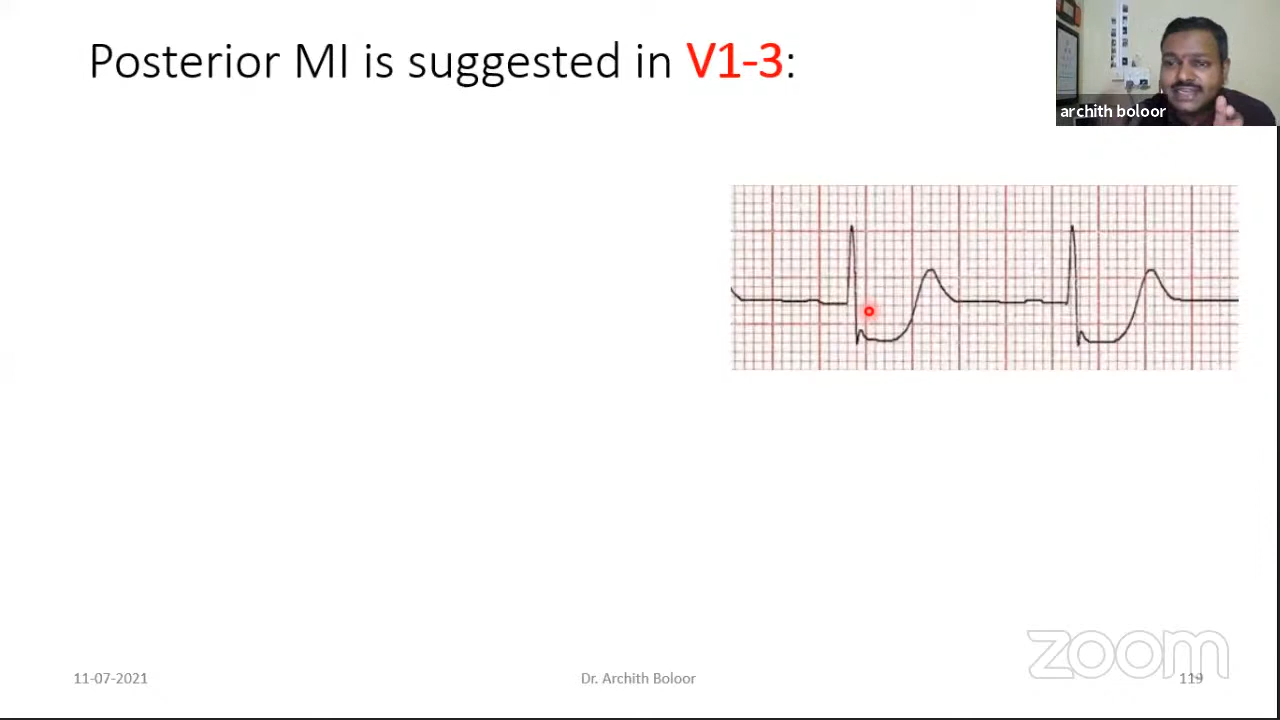 Posterior MI is suggested in V1-3:
archith boloor
zoom
11-07-2021
Dr. Archith Boloor
119